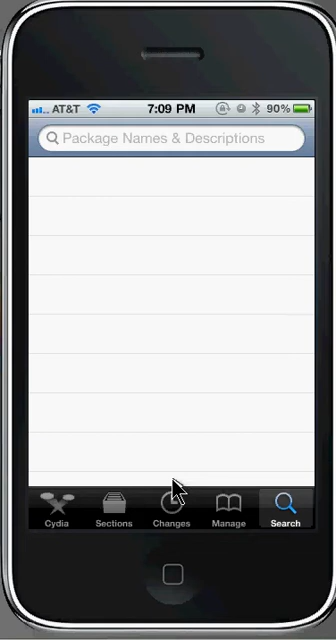 AT&T 7:09 PM 90%
Package Names & Descriptions
Cydia Sections Changes Manage Search